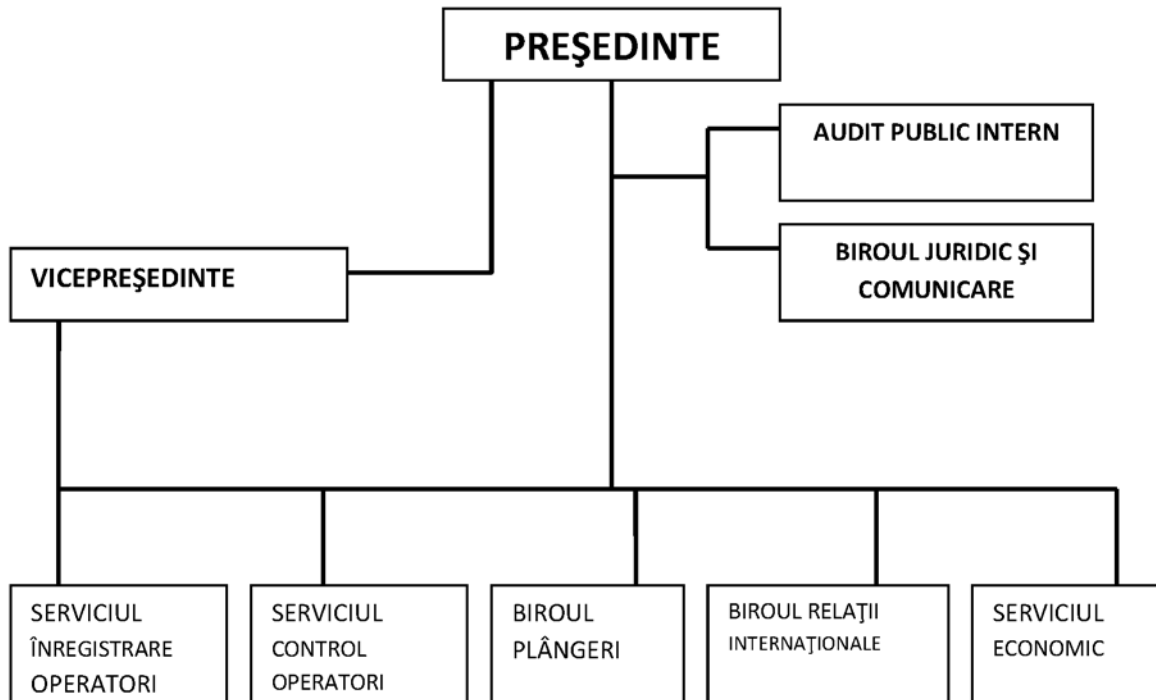 PREŞEDINTE
AUDIT PUBLIC INTERN
BIROUL JURIDIC ŞI
COMUNICARE
VICEPREŞEDINTE
SERVICIUL
ÎNREGISTRARE
OPERATORI
SERVICIUL
CONTROL
OPERATORI
BIROUL
PLÂNGERI
BIROUL RELAŢII
INTERNAŢIONALE
SERVICIUL
ECONOMIC